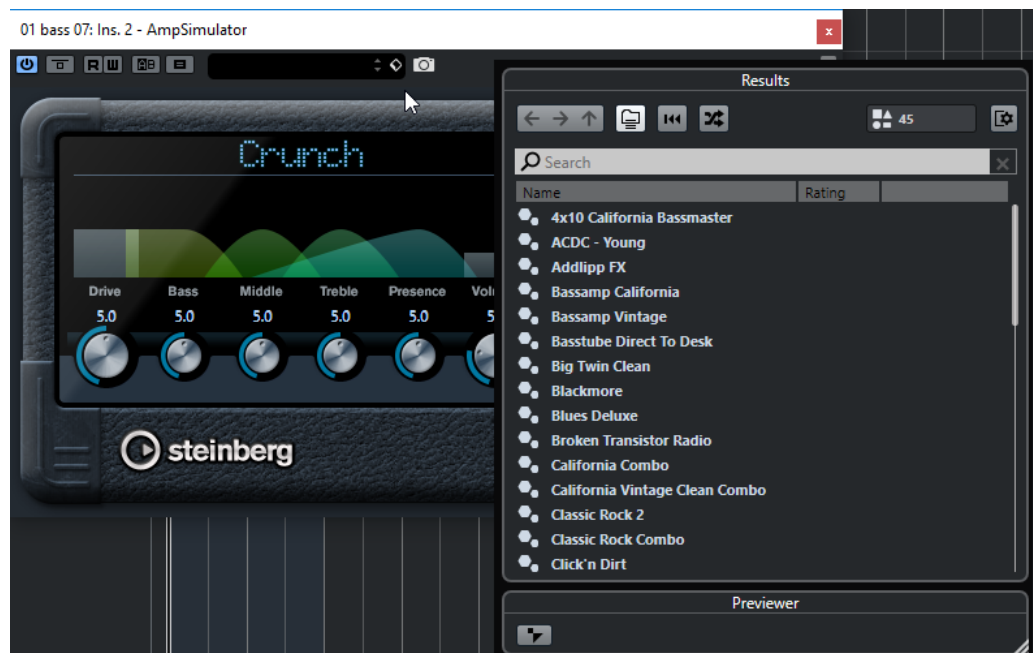 01 bass 07: Ins. 2 - AmpSimulator
x
R W AB
Results
45
Search
Name Rating
4x10 California Bassmaster
ACDC - Young
Addlipp FX
Bassamp California
Bassamp Vintage
Basstube Direct To Desk
Big Twin Clean
Blackmore
Blues Deluxe
Broken Transistor Radio
California Combo
California Vintage Clean Combo
Classic Rock 2
Classic Rock Combo
Click'n Dirt
Previewer
Crunch
Drive Bass Middle Treble Presence
5.0 5.0 5.0 5.0 5.0 5
steinberg